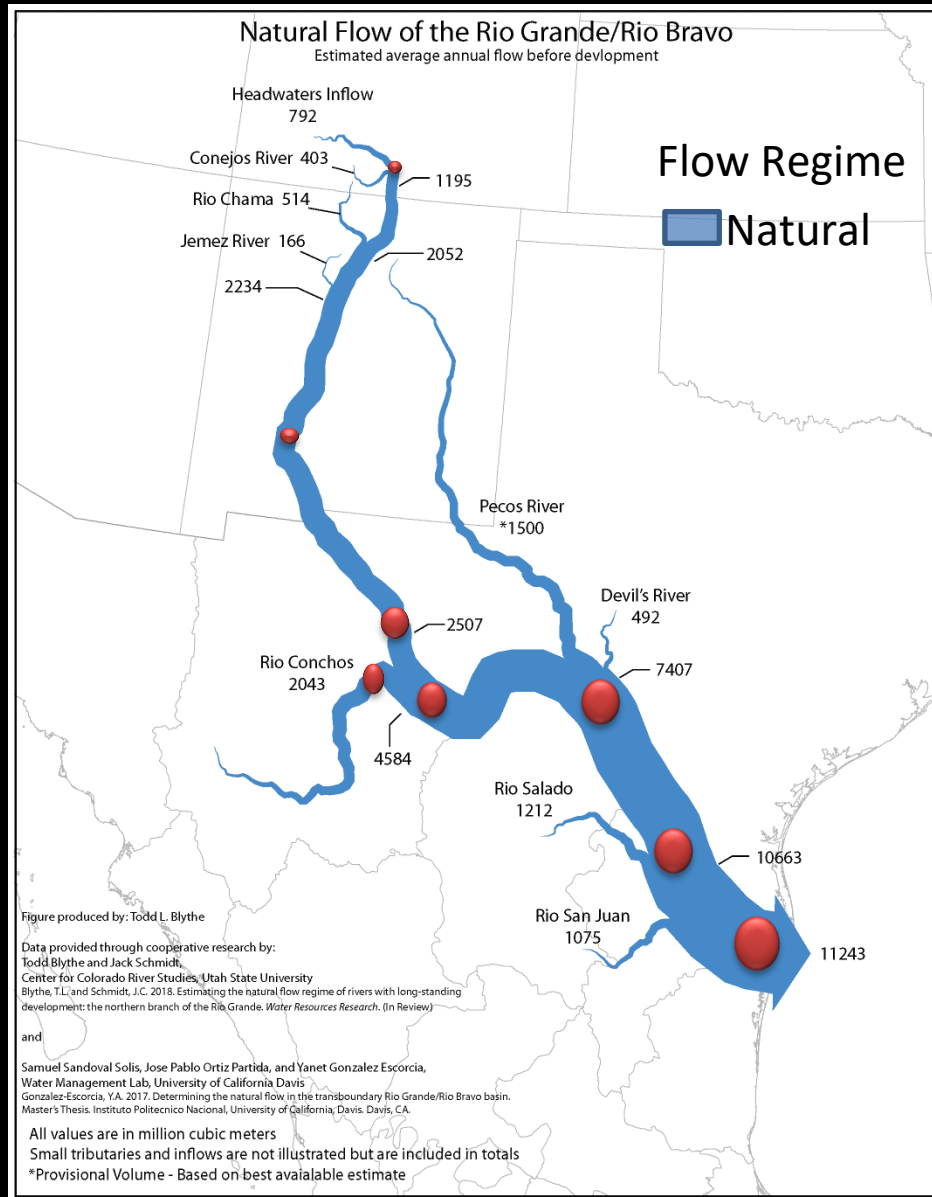 Natural Flow of the Rio Grande/Rio Bravo
Estimated average annual flow before devlopment
Headwaters Inflow
792
Flow Regime
Natural
Conejos River 403
1195
Rio Chama 514
Jemez River 166
2052
2234
Pecos River
*1500
Devil's River
492
2507
Rio Conchos
2043
7407
4584
Rio Salado
1212
10663
Rio San Juan
1075
11243
Figure produced by: Todd L. Blythe
Data provided through cooperative research by:
Todd Blythe and Jack Schmidt,
Center for Colorado River Studies, Utah State University
Blythe, T.L. and Schmidt, J.C. 2018. Estimating the natural flow regime of rivers with long-standing
development: the northern branch of the Rio Grande. Water Resources Research. (In Review)
and
Samuel Sandoval Solis, Jose Pablo Ortiz Partida, and Yanet Gonzalez Escorcia,
Water Management Lab, University of California Davis
Gonzalez-Escorcia, Y.A. 2017. Determining the natural flow in the transboundary Rio Grande/Rio Bravo basin.
Master's Thesis. Instituto Politecnico Nacional, University of California, Davis. Davis, CA.
All values are in million cubic meters
Small tributaries and inflows are not illustrated but are included in totals
*Provisional Volume - Based on best avaialable estimate